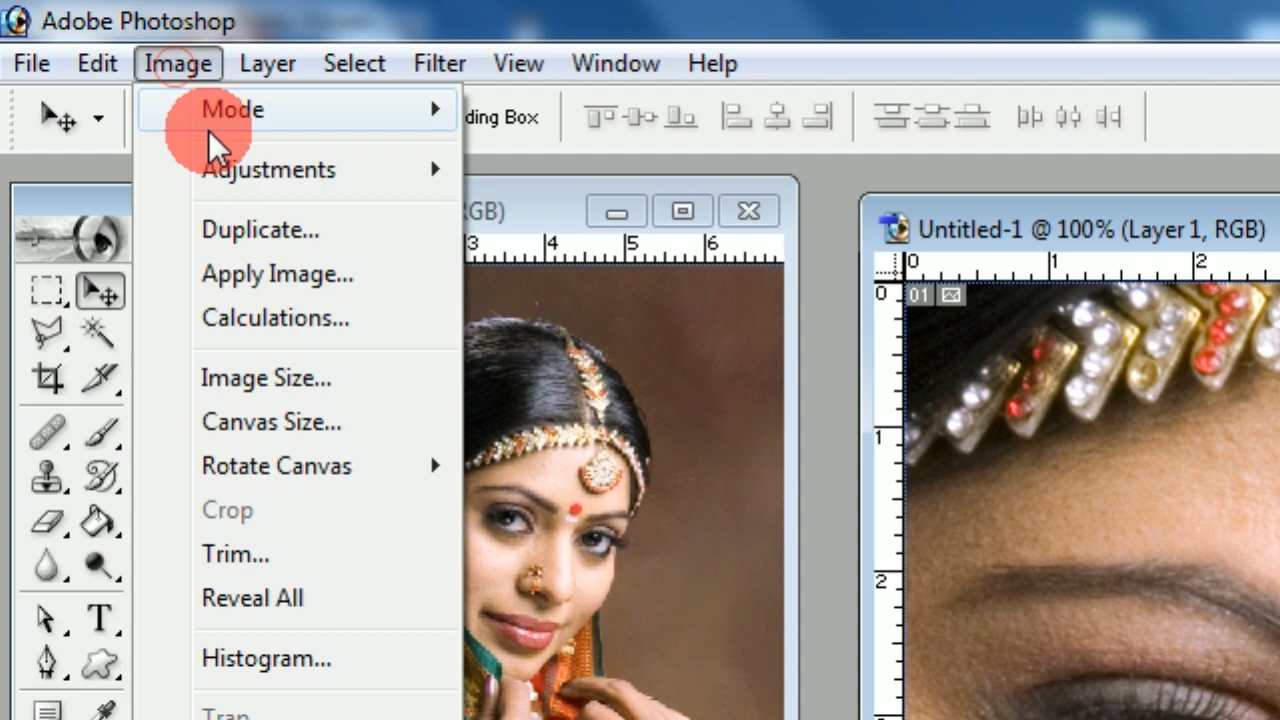 Adobe Photoshop
File Edit Image Layer Select Filter View Window Help
Mode
ding Box
Adjustments
Duplicate...
Apply Image...
Calculations...
Image Size...
Canvas Size...
Rotate Canvas
Crop
Trim...
Reveal All
Histogram...
Trap
GB)
3 4 5 6
Untitled-1 @ 100% (Layer 1, RGB)
0 1 2
0
01
1
2
T